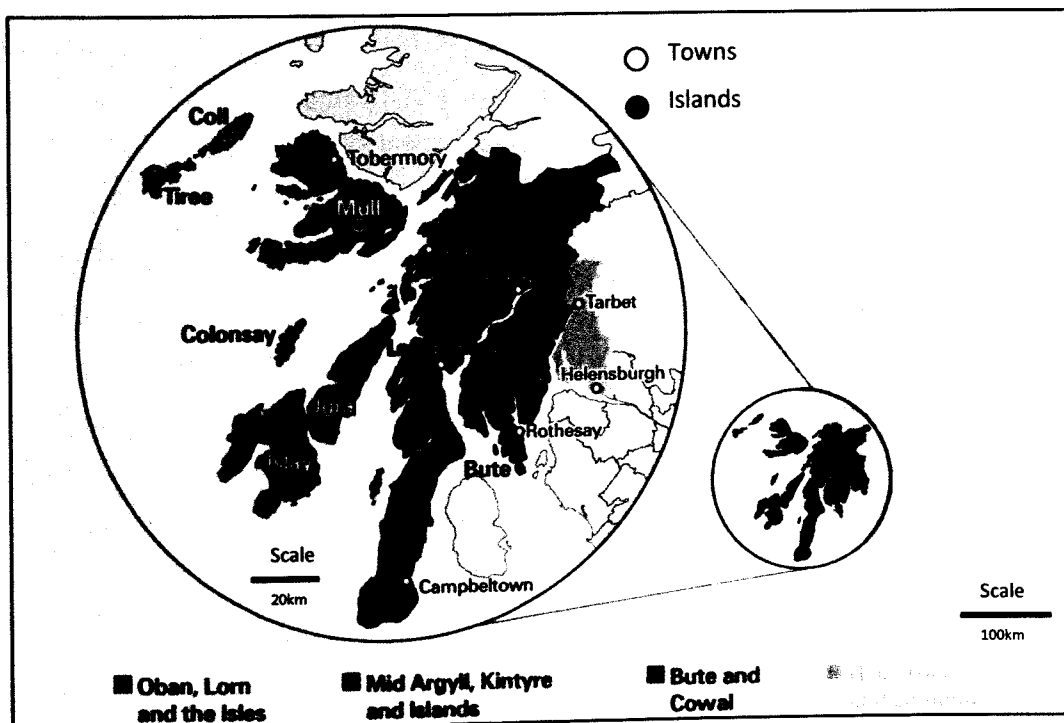 Towns
Islands
Coll
Tobermory
Tiree
Mull
Tarbet
Colonsay
Helensburgh
Jura
Rothesay
Islay
Bute
Scale
20km
Campbeltown
Scale
100km
Oban, Lorn
and the Isles
Mid Argyll, Kintyre
and Islands
Bute and
Cowal